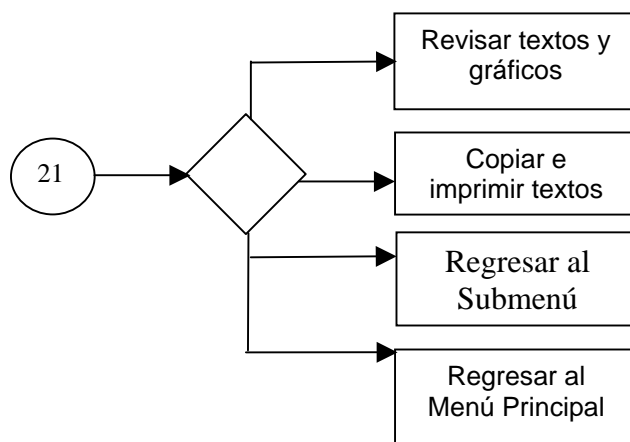 Revisar textos y
gráficos
21
Copiar e
imprimir textos
Regresar al
Submenú
Regresar al
Menú Principal